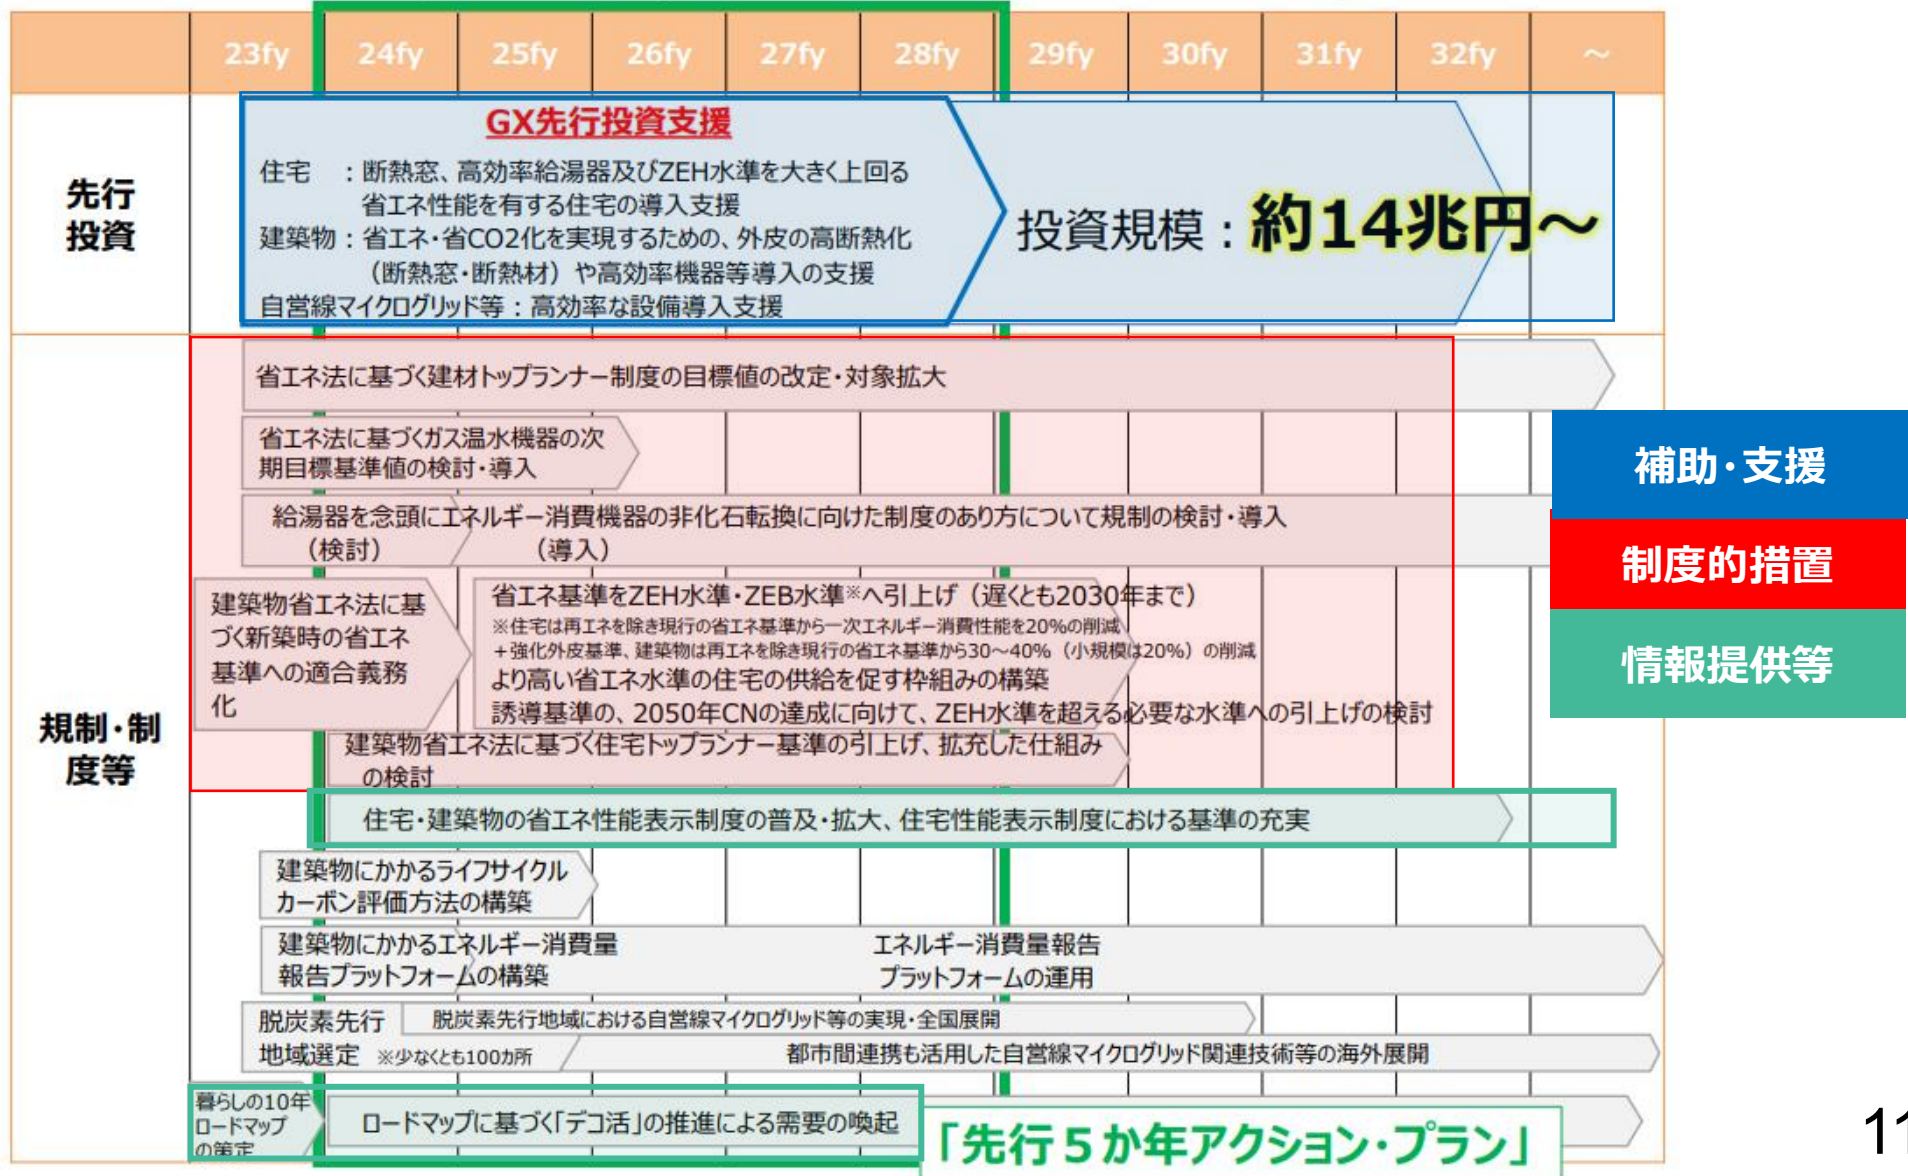 23fy 24fy 25fy 26fy 27fy 28fy 29fy 30fy 31fy 32fy ～
先行
投資
GX先行投資支援
住宅　：断熱窓、高効率給湯器及びZEH水準を大きく上回る
省エネ性能を有する住宅の導入支援
建築物：省エネ・省CO2化を実現するための、外皮の高断熱化
（断熱窓・断熱材）や高効率機器等導入の支援
自営線マイクログリッド等：高効率な設備導入支援
投資規模：約14兆円～
規制・制
度等
省エネ法に基づく建材トップランナー制度の目標値の改定・対象拡大
省エネ法に基づくガス温水機器の次
期目標基準値の検討・導入
給湯器を念頭にエネルギー消費機器の非化石転換に向けた制度のあり方について規制の検討・導入
（検討）　（導入）
建築物省エネ法に基
づく新築時の省エネ
基準への適合義務
化
省エネ基準をZEH水準・ZEB水準※へ引上げ（遅くとも2030年まで）
※住宅は再エネを除き現行の省エネ基準から一次エネルギー消費性能を20%の削減
＋強化外皮基準、建築物は再エネを除き現行の省エネ基準から30～40%（小規模は20%）の削減
より高い省エネ水準の住宅の供給を促す枠組みの構築
誘導基準の、2050年CNの達成に向けて、ZEH水準を超える必要な水準への引上げの検討
建築物省エネ法に基づく住宅トップランナー基準の引上げ、拡充した仕組み
の検討
住宅・建築物の省エネ性能表示制度の普及・拡大、住宅性能表示制度における基準の充実
建築物にかかるライフサイクル
カーボン評価方法の構築
建築物にかかるエネルギー消費量
報告プラットフォームの構築
エネルギー消費量報告
プラットフォームの運用
脱炭素先行
地域選定 ※少なくとも100カ所
脱炭素先行地域における自営線マイクログリッド等の実現・全国展開
都市間連携も活用した自営線マイクログリッド関連技術等の海外展開
暮らしの10年
ロードマップ
の策定
ロードマップに基づく「デコ活」の推進による需要の喚起
「先行５か年アクション・プラン」
補助・支援
制度的措置
情報提供等
11